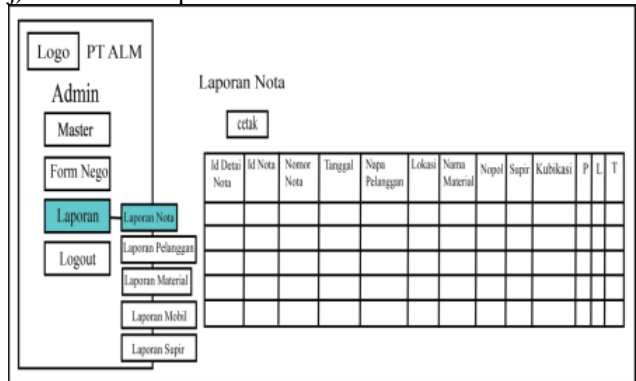 Logo PT ALM
Admin
Master
Form Nego
Laporan
Logout
Laporan Nota
Laporan Pelanggan
Laporan Material
Laporan Mobil
Laporan Supir
Laporan Nota
cetak
Id Detai Nota
Id Nota
Nomor Nota
Tanggal
Napa Pelanggan
Lokasi
Nama Material
Nopol
Supir
Kubikasi
P
L
T